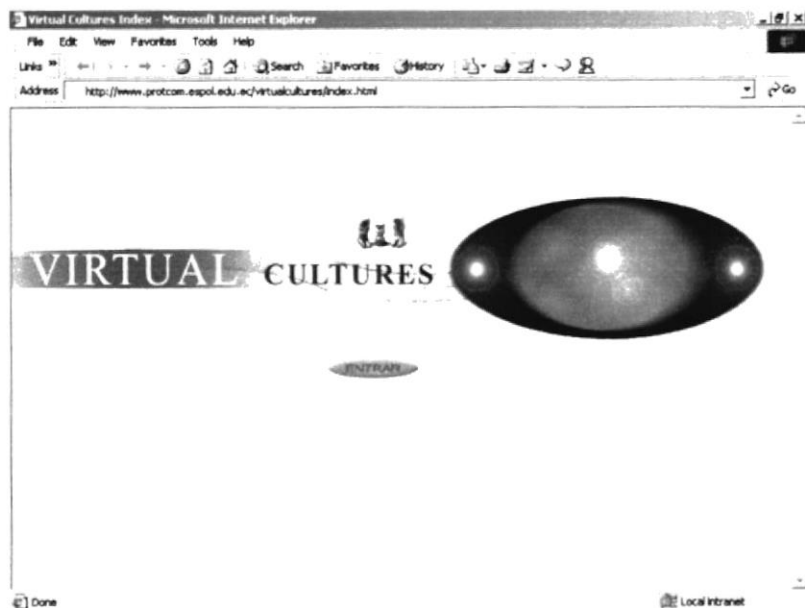 Virtual Cultures Index - Microsoft Internet Explorer
File Edit View Favorites Tools Help
Links » Search Favorites History
Address http://www.protcom.espol.edu.ec/virtualcultures/index.html Go
VIRTUAL CULTURES
ENTRAR
Done Local intranet